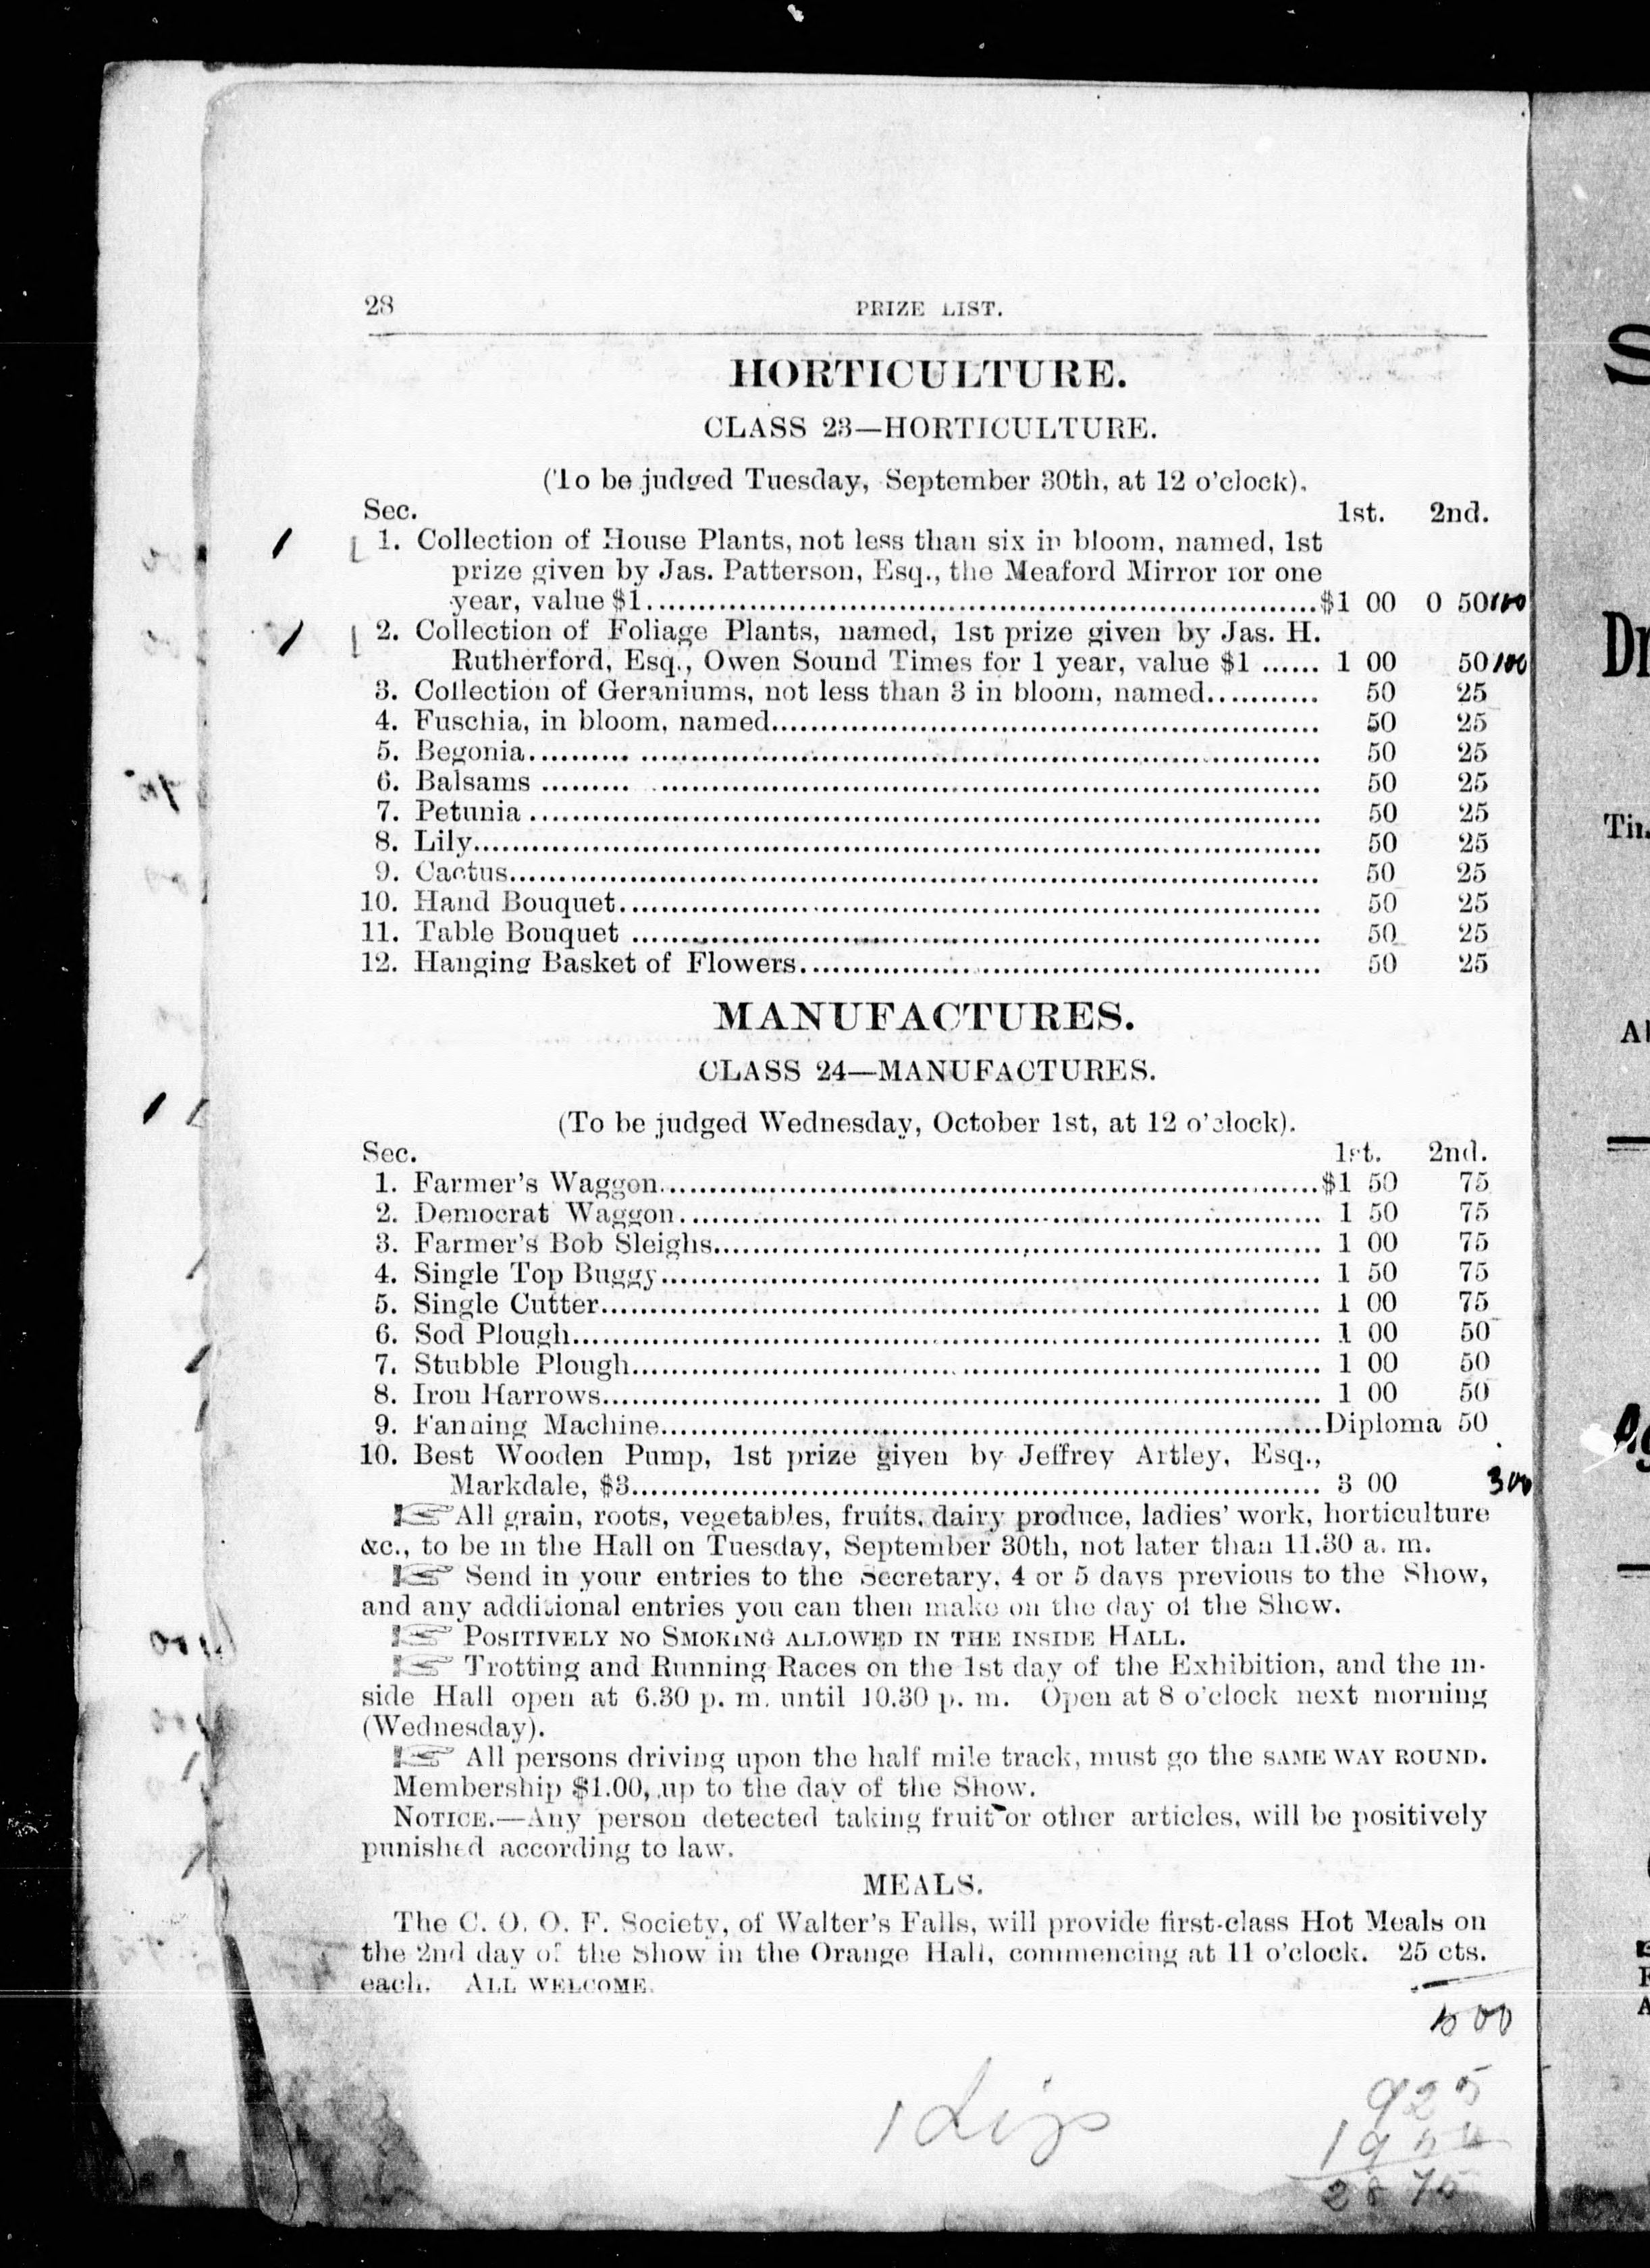 28 PRIZE LIST.
HORTICULTURE.
CLASS 23—HORTICULTURE.
(To be judged Tuesday, September 30th, at 12 o'clock).
Sec. 1st. 2nd.
1. Collection of House Plants, not less than six in bloom, named, 1st
prize given by Jas. Patterson, Esq., the Meaford Mirror for one
year, value $1........ $1 00 0 50 100
2. Collection of Foliage Plants, named, 1st prize given by Jas. H.
Rutherford, Esq., Owen Sound Times for 1 year, value $1 ...... 1 00 50 100
3. Collection of Geraniums, not less than 3 in bloom, named........... 50 25
4. Fuschia, in bloom, named........ 50 25
5. Begonia........ 50 25
6. Balsams ........ 50 25
7. Petunia ........ 50 25
8. Lily........ 50 25
9. Cactus........ 50 25
10. Hand Bouquet........ 50 25
11. Table Bouquet ........ 50 25
12. Hanging Basket of Flowers........ 50 25
MANUFACTURES.
CLASS 24—MANUFACTURES.
(To be judged Wednesday, October 1st, at 12 o'clock).
Sec. 1st. 2nd.
1. Farmer's Waggon........ $1 50 75
2. Democrat Waggon........ 1 50 75
3. Farmer's Bob Sleighs........ 1 00 75
4. Single Top Buggy........ 1 50 75
5. Single Cutter........ 1 00 75
6. Sod Plough........ 1 00 50
7. Stubble Plough........ 1 00 50
8. Iron Harrows........ 1 00 50
9. Fanning Machine........ Diploma 50
10. Best Wooden Pump, 1st prize given by Jeffrey Artley, Esq.,
Markdale, $3........ 3 00 300
☞ All grain, roots, vegetables, fruits, dairy produce, ladies' work, horticulture
&c., to be in the Hall on Tuesday, September 30th, not later than 11.30 a. m.
☞ Send in your entries to the Secretary, 4 or 5 days previous to the Show,
and any additional entries you can then make on the day of the Show.
☞ POSITIVELY NO SMOKING ALLOWED IN THE INSIDE HALL.
☞ Trotting and Running Races on the 1st day of the Exhibition, and the in-
side Hall open at 6.30 p. m. until 10.30 p. m. Open at 8 o'clock next morning
(Wednesday).
☞ All persons driving upon the half mile track, must go the SAME WAY ROUND.
Membership $1.00, up to the day of the Show.
NOTICE.—Any person detected taking fruit or other articles, will be positively
punished according to law.
MEALS.
The C. O. O. F. Society, of Walter's Falls, will provide first-class Hot Meals on
the 2nd day of the Show in the Orange Hall, commencing at 11 o'clock. 25 cts.
each. ALL WELCOME.
500
925
1 Dip
2875